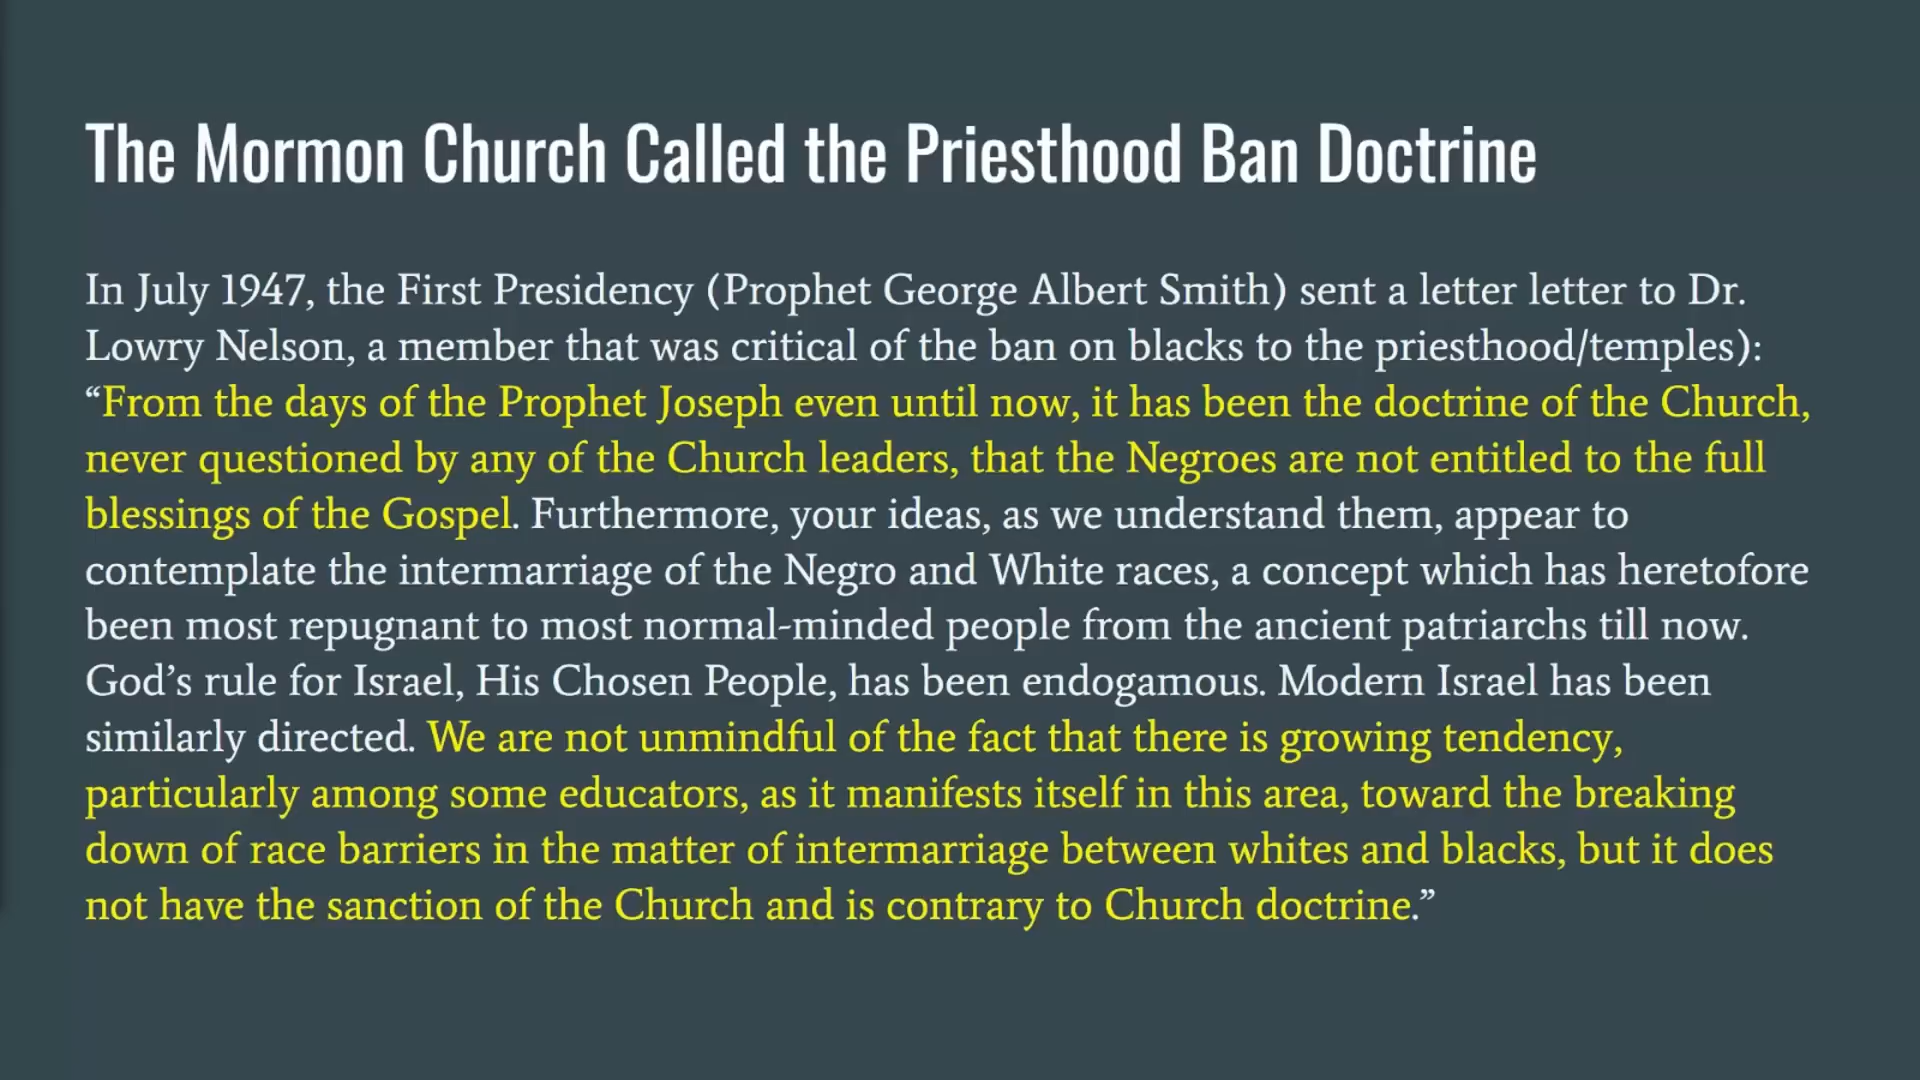 The Mormon Church Called the Priesthood Ban Doctrine
In July 1947, the First Presidency (Prophet George Albert Smith) sent a letter letter to Dr.
Lowry Nelson, a member that was critical of the ban on blacks to the priesthood/temples):
“From the days of the Prophet Joseph even until now, it has been the doctrine of the Church,
never questioned by any of the Church leaders, that the Negroes are not entitled to the full
blessings of the Gospel. Furthermore, your ideas, as we understand them, appear to
contemplate the intermarriage of the Negro and White races, a concept which has heretofore
been most repugnant to most normal-minded people from the ancient patriarchs till now.
God’s rule for Israel, His Chosen People, has been endogamous. Modern Israel has been
similarly directed. We are not unmindful of the fact that there is growing tendency,
particularly among some educators, as it manifests itself in this area, toward the breaking
down of race barriers in the matter of intermarriage between whites and blacks, but it does
not have the sanction of the Church and is contrary to Church doctrine.”